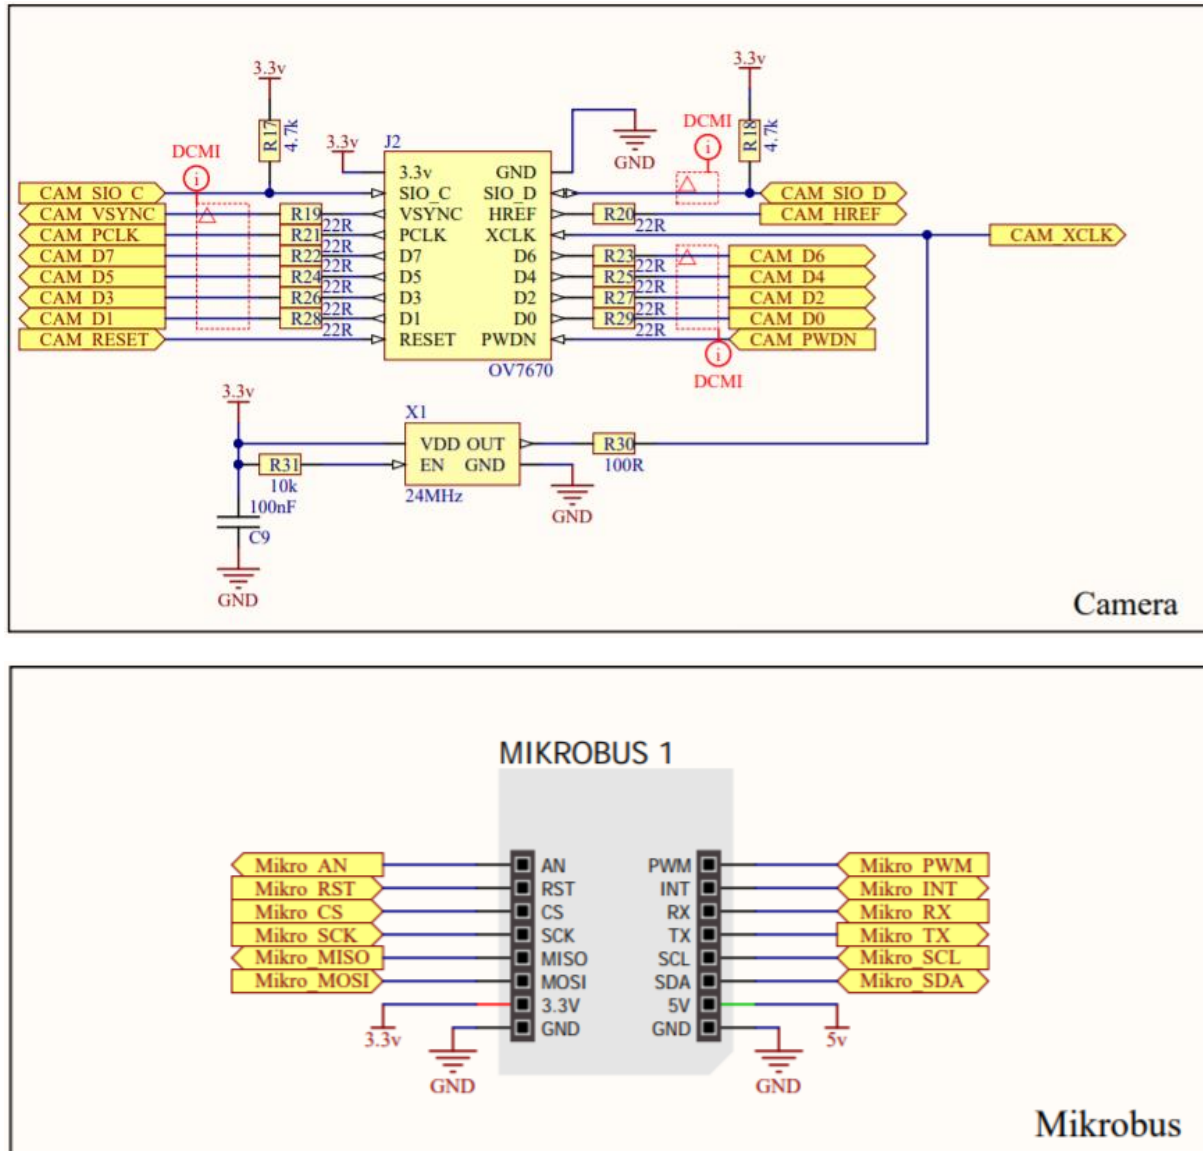 3.3v
3.3v
R17
4.7k
R18
4.7k
DCMI
DCMI
3.3v
J2
GND
3.3v
GND
CAM_SIO_C
SIO_C
SIO_D
CAM_SIO_D
CAM_VSYNC
R19
VSYNC
HREF
R20
CAM_HREF
22R
22R
CAM_PCLK
R21
PCLK
XCLK
CAM_XCLK
22R
CAM_D7
R22
D7
D6
R23
CAM_D6
22R
22R
CAM_D5
R24
D5
D4
R25
CAM_D4
22R
22R
CAM_D3
R26
D3
D2
R27
CAM_D2
22R
22R
CAM_D1
R28
D1
D0
R29
CAM_D0
22R
22R
CAM_RESET
RESET
PWDN
CAM_PWDN
OV7670
DCMI
3.3v
X1
VDD OUT
R30
100R
R31
10k
EN GND
24MHz
GND
100nF
C9
GND
Camera
MIKROBUS 1
Mikro_AN
AN
PWM
Mikro_PWM
Mikro_RST
RST
INT
Mikro_INT
Mikro_CS
CS
RX
Mikro_RX
Mikro_SCK
SCK
TX
Mikro_TX
Mikro_MISO
MISO
SCL
Mikro_SCL
Mikro_MOSI
MOSI
SDA
Mikro_SDA
3.3V
5V
3.3v
GND
GND
5v
GND
GND
Mikrobus